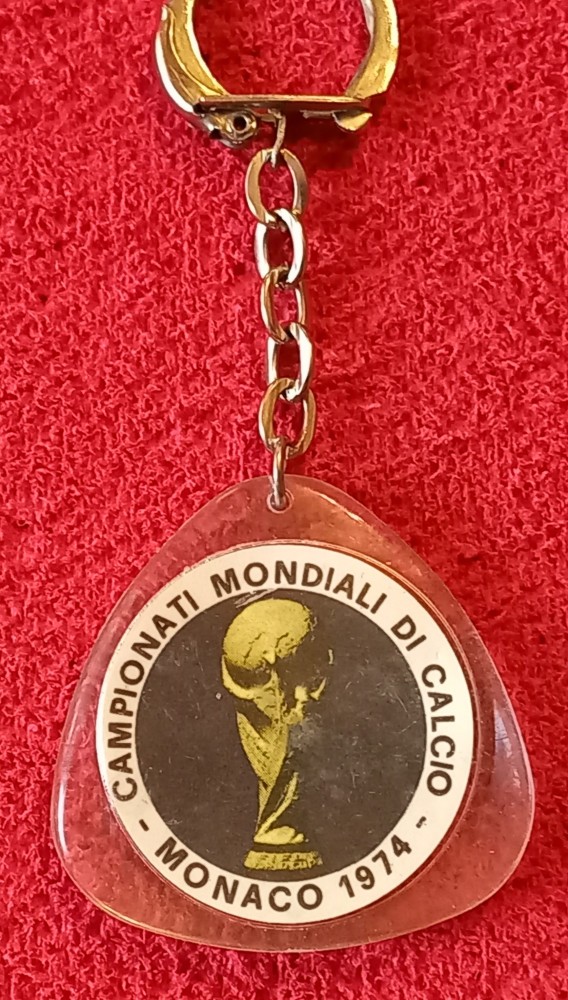 CAMPIONATI MONDIALI DI CALCIO
- MONACO 1974 -